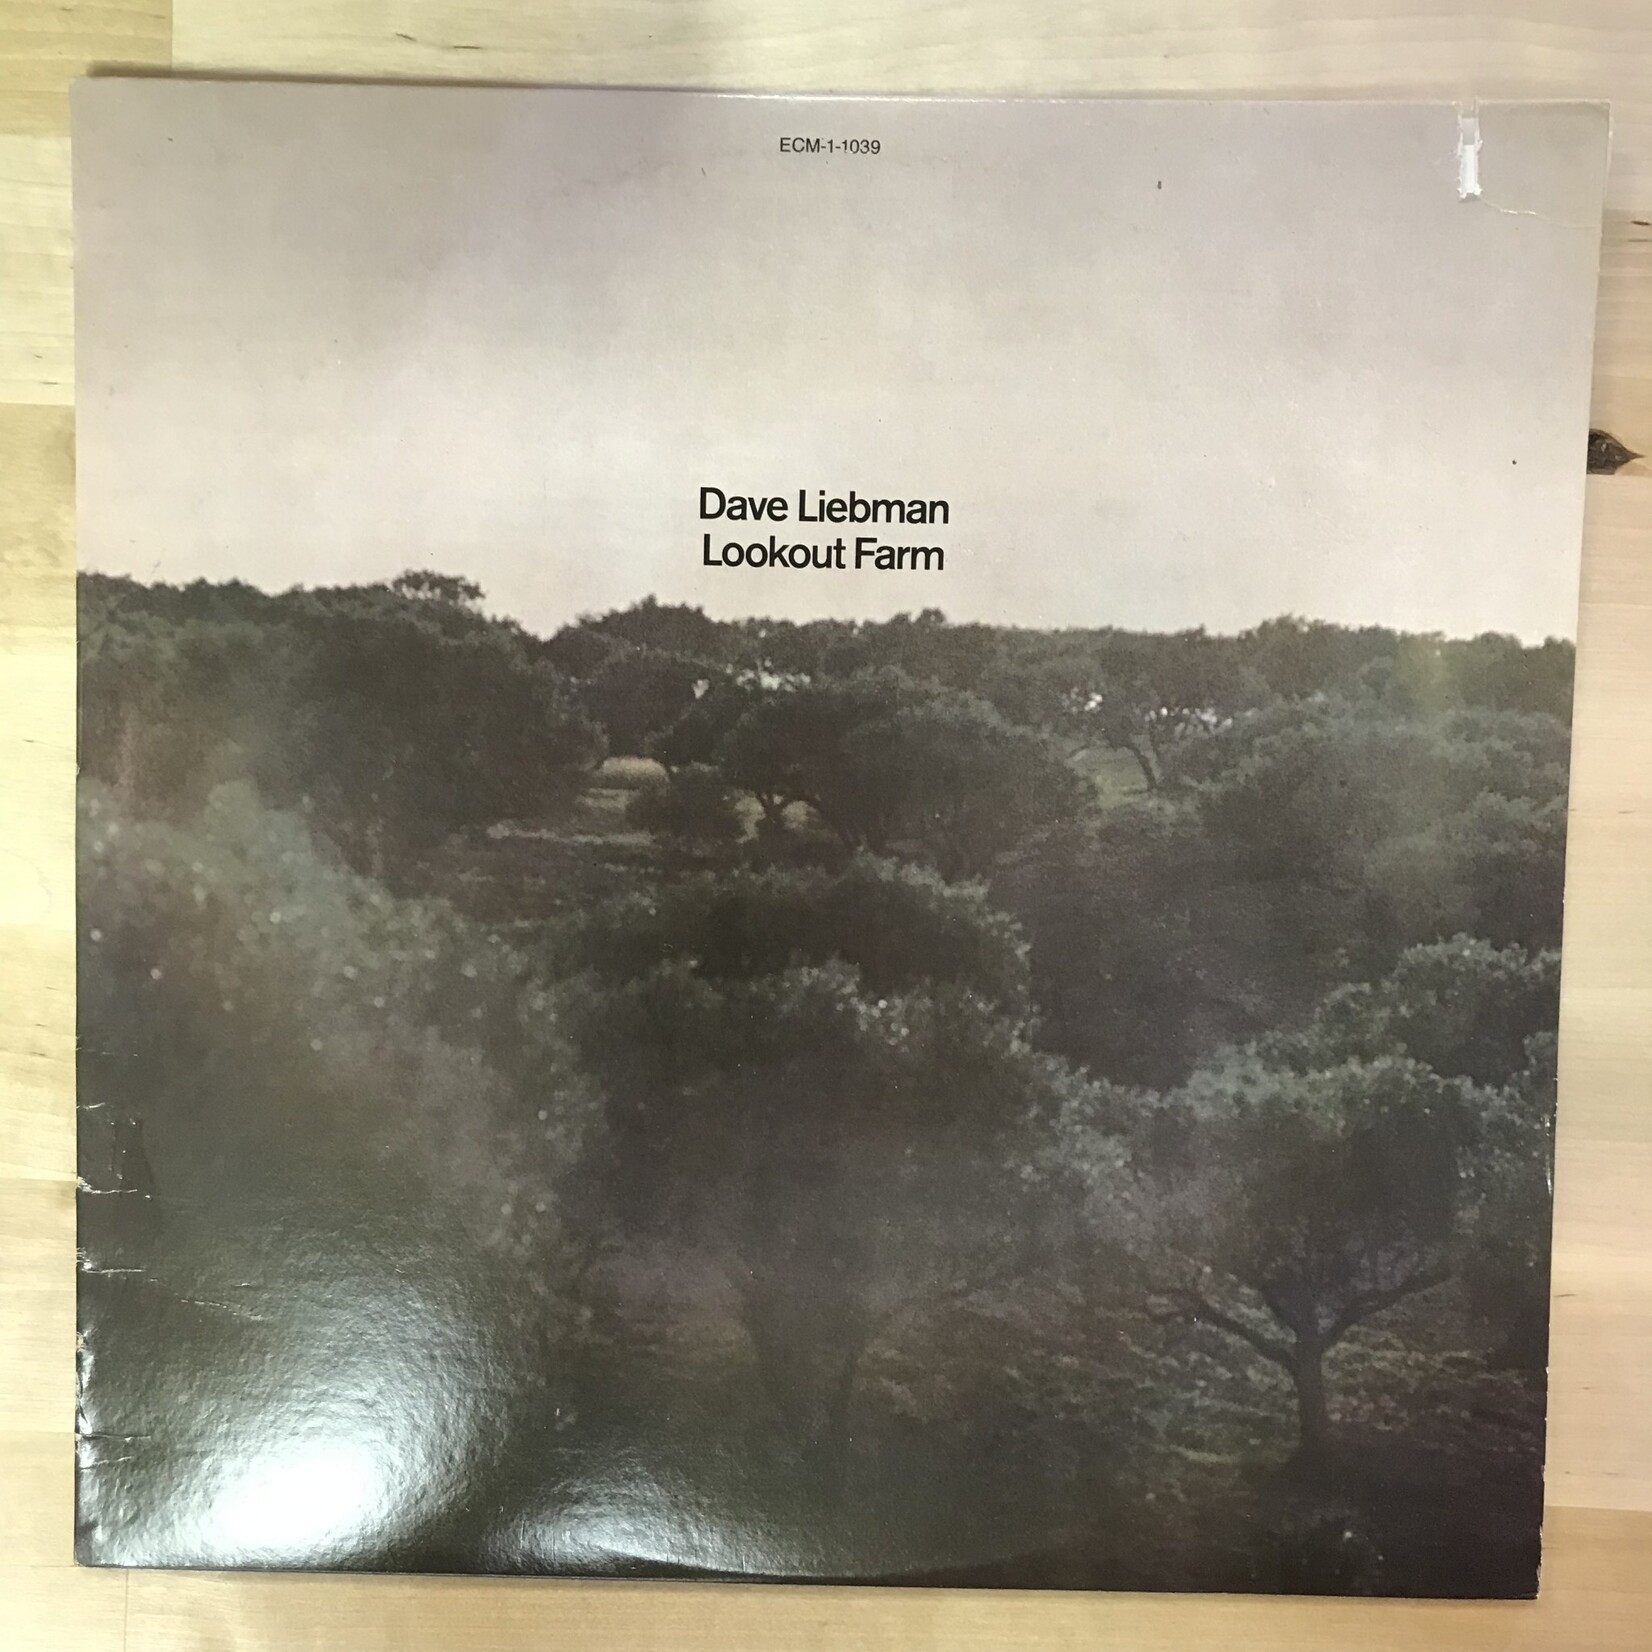 ECM-1-1039
Dave Liebman
Lookout Farm